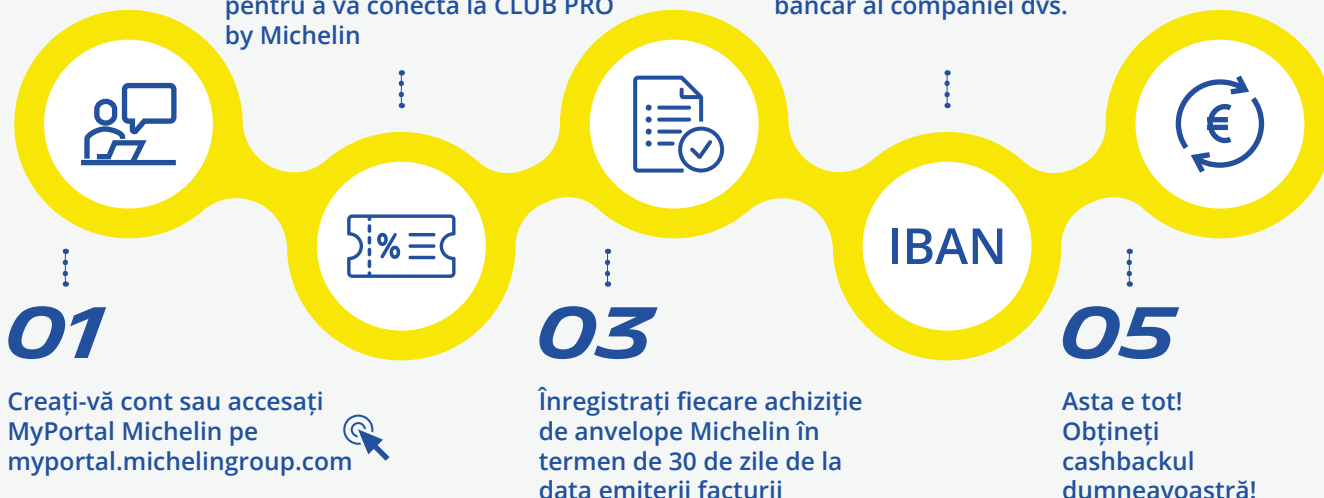 pentru a vă conecta la CLUB PRO
by Michelin
bancar al companiei dvs.
%
€
IBAN
01
Creați-vă cont sau accesați
MyPortal Michelin pe
myportal.michelingroup.com
03
Înregistrați fiecare achiziție
de anvelope Michelin în
termen de 30 de zile de la
data emiterii facturii
05
Asta e tot!
Obțineți
cashbackul
dumneavoastră!